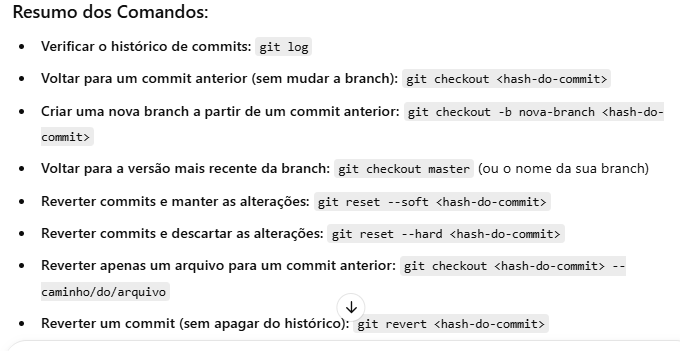 Resumo dos Comandos:
• Verificar o histórico de commits: git log
• Voltar para um commit anterior (sem mudar a branch): git checkout <hash-do-commit>
• Criar uma nova branch a partir de um commit anterior: git checkout -b nova-branch <hash-do-
commit>
• Voltar para a versão mais recente da branch: git checkout master (ou o nome da sua branch)
• Reverter commits e manter as alterações: git reset --soft <hash-do-commit>
• Reverter commits e descartar as alterações: git reset --hard <hash-do-commit>
• Reverter apenas um arquivo para um commit anterior: git checkout <hash-do-commit> --
caminho/do/arquivo
• Reverter um commit (sem apagar do histórico): git revert <hash-do-commit>